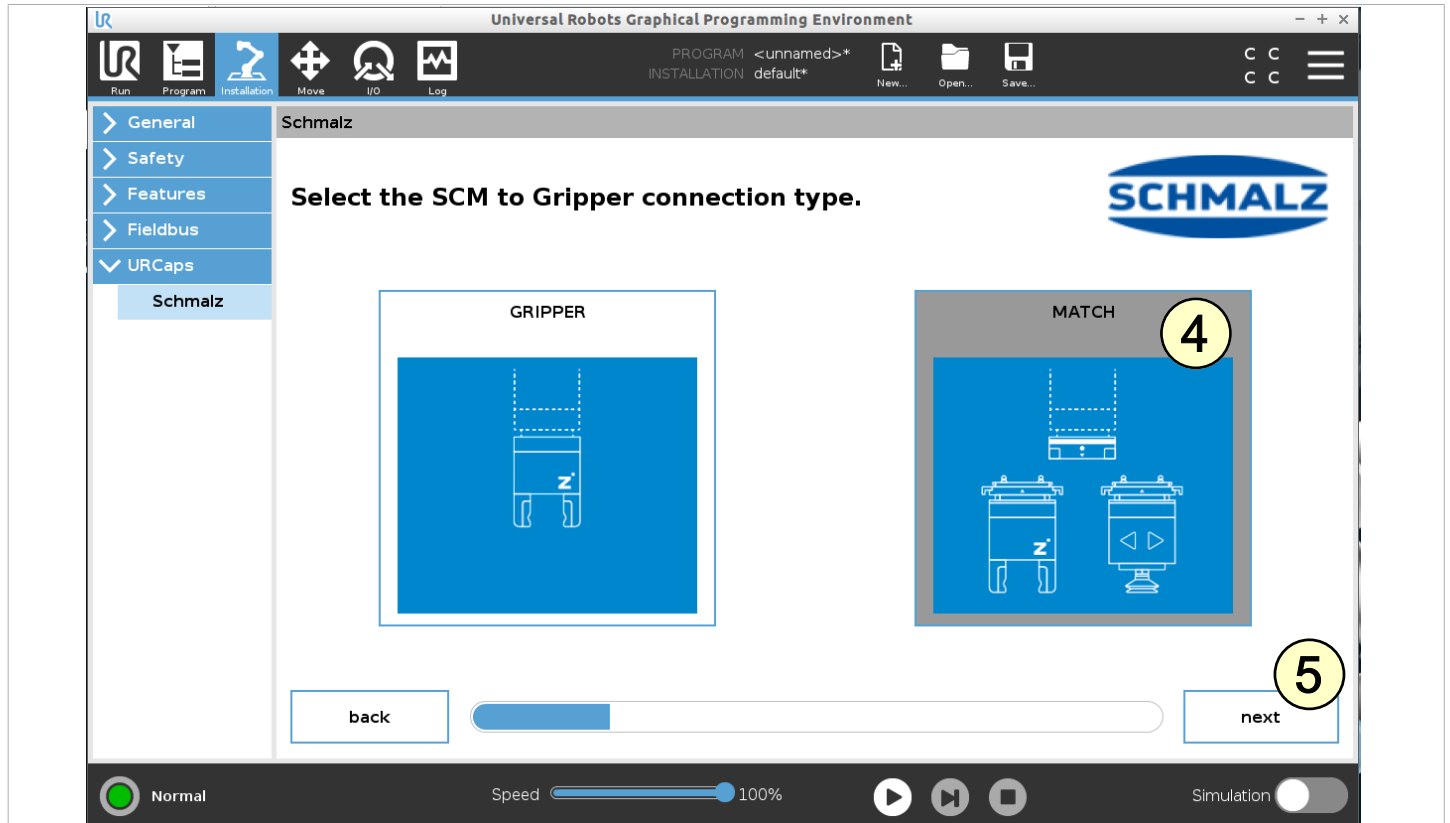 UR
Universal Robots Graphical Programming Environment
UR
Run
Program
Installation
Move
I/O
Log
PROGRAM <unnamed>*
INSTALLATION default*
New...
Open...
Save...
C C
C C
General
Safety
Features
Fieldbus
URCaps
Schmalz
Schmalz
Select the SCM to Gripper connection type.
SCHMALZ
GRIPPER
Z
MATCH
4
Z
5
back
next
Normal
Speed
100%
Simulation